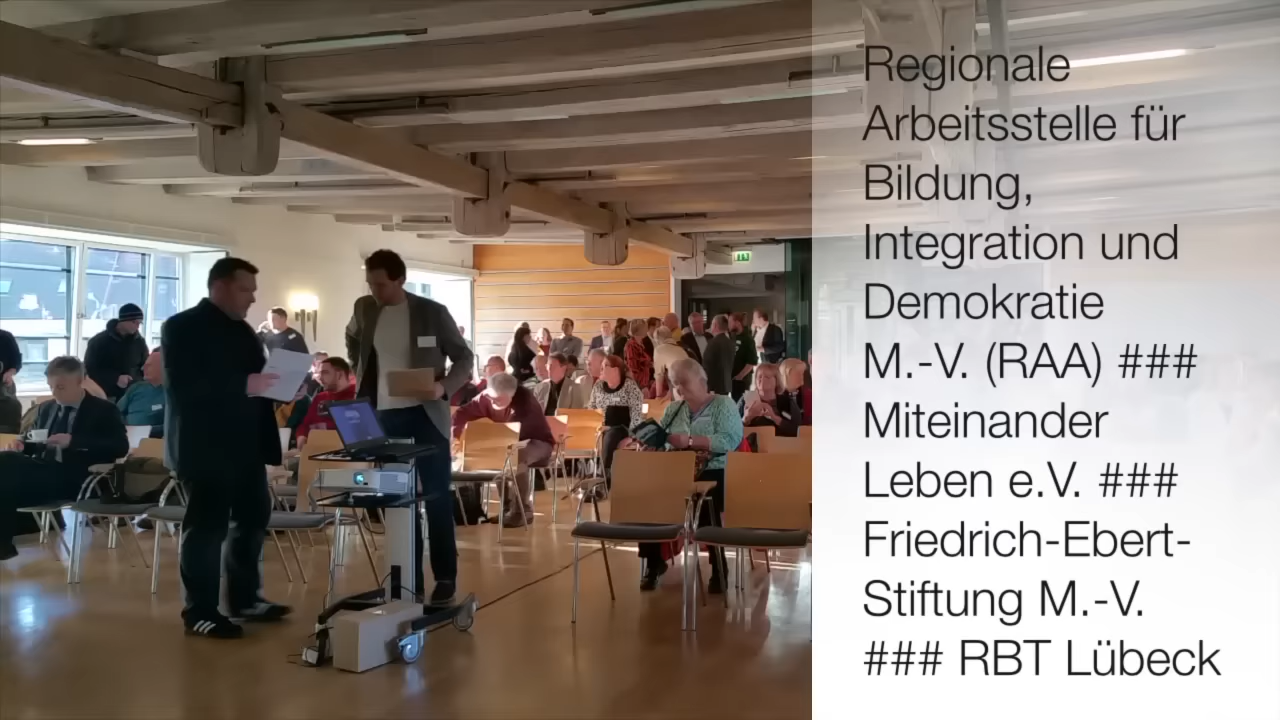 Regionale
Arbeitsstelle für
Bildung,
Integration und
Demokratie
M.-V. (RAA) ###
Miteinander
Leben e.V. ###
Friedrich-Ebert-
Stiftung M.-V.
### RBT Lübeck